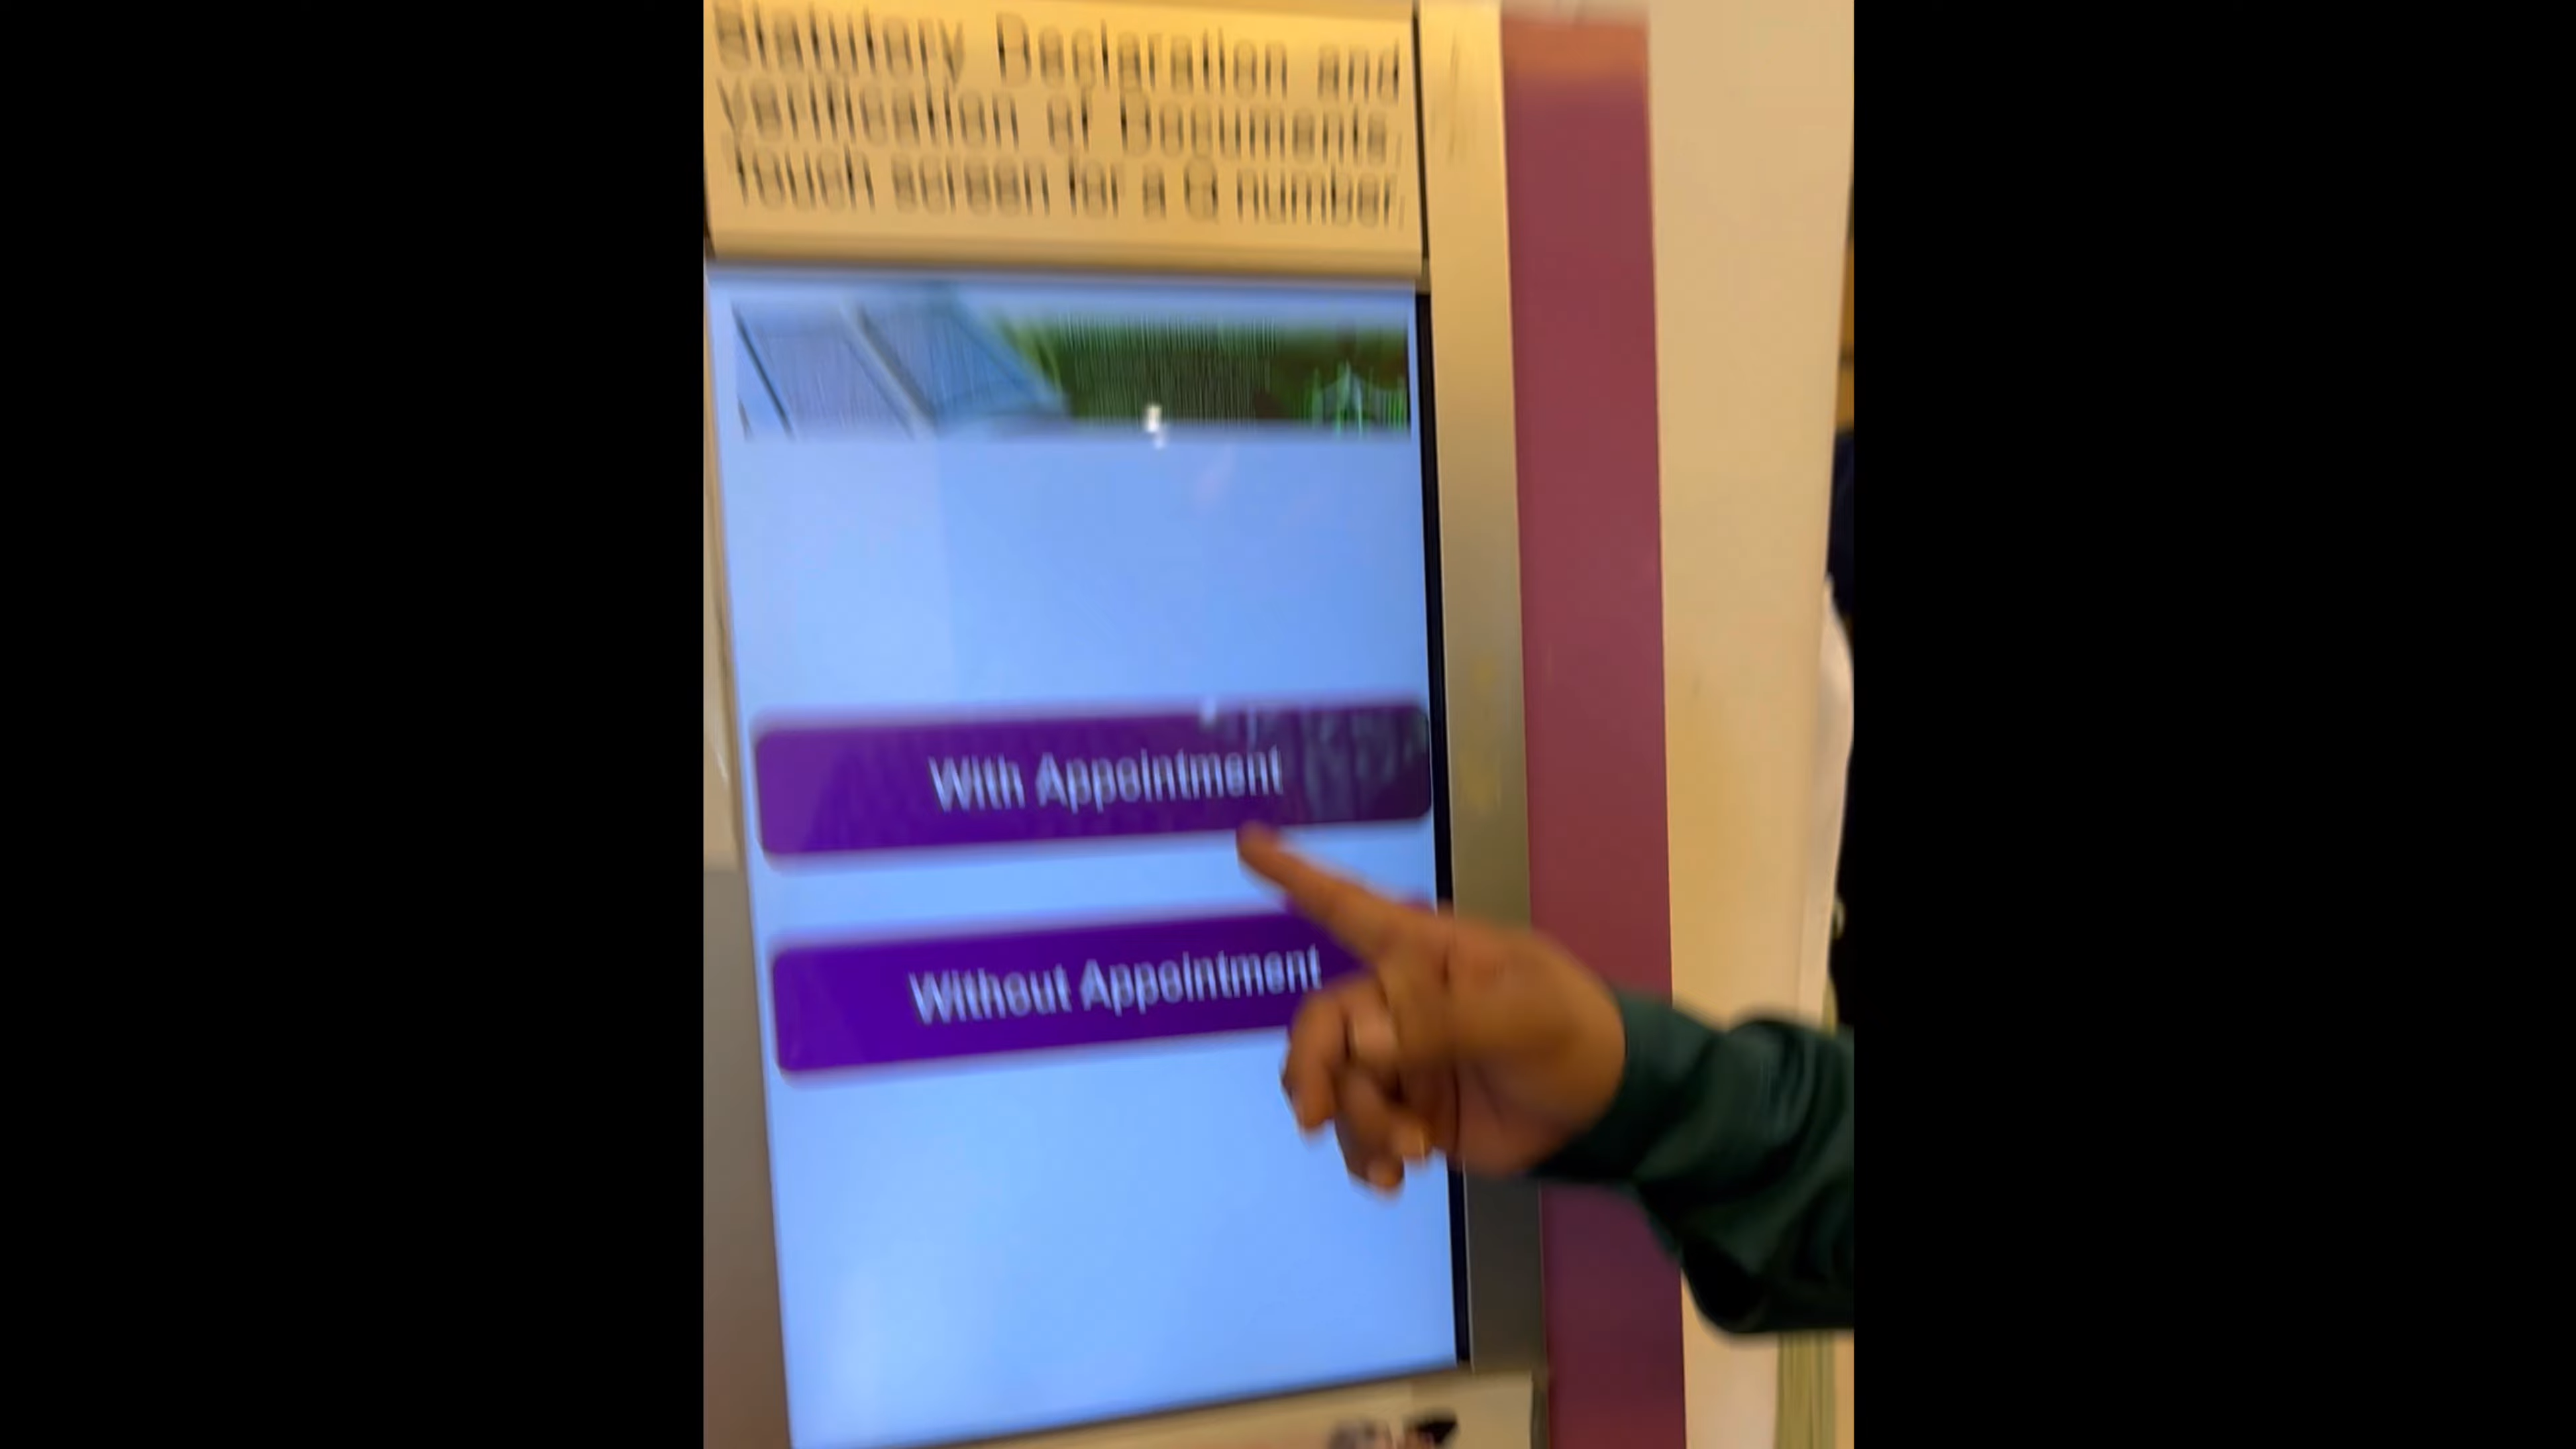 Statutory Declaration and
verification of Documents,
Touch screen for a Q number.
With Appointment
Without Appointment